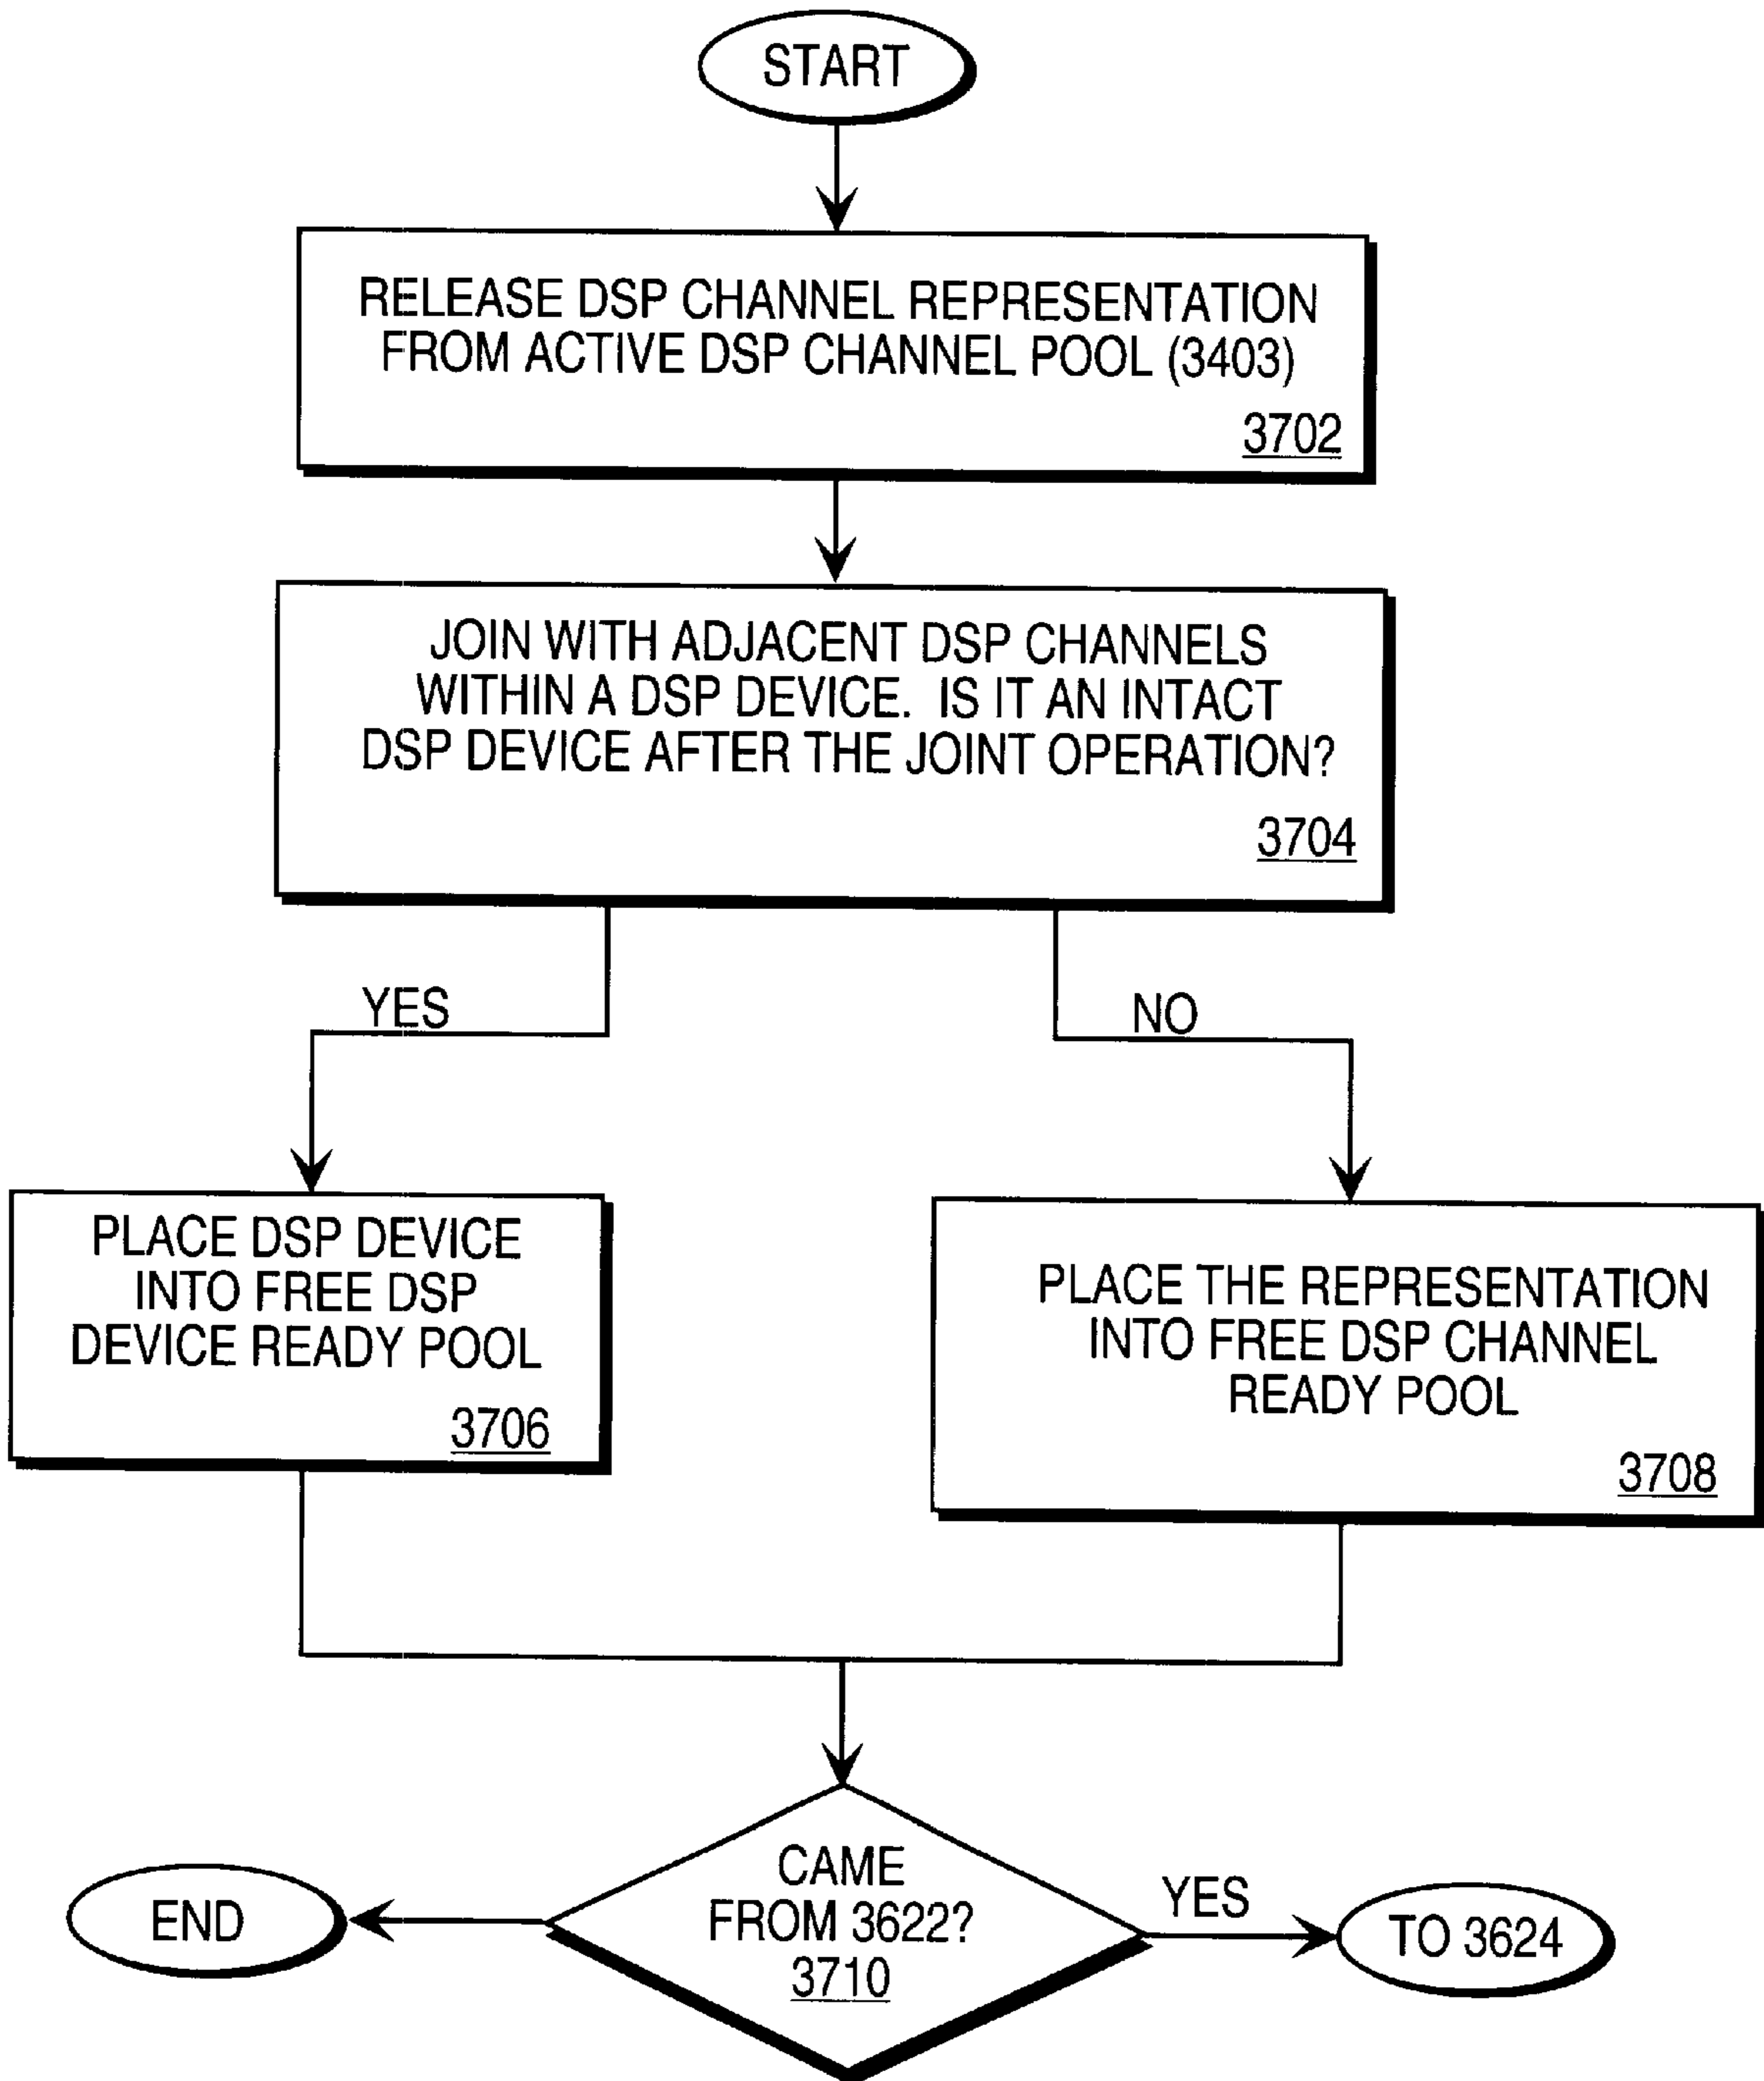 START
RELEASE DSP CHANNEL REPRESENTATION
FROM ACTIVE DSP CHANNEL POOL (3403)
3702
JOIN WITH ADJACENT DSP CHANNELS
WITHIN A DSP DEVICE. IS IT AN INTACT
DSP DEVICE AFTER THE JOINT OPERATION?
3704
YES
NO
PLACE DSP DEVICE
INTO FREE DSP
DEVICE READY POOL
3706
PLACE THE REPRESENTATION
INTO FREE DSP CHANNEL
READY POOL
3708
CAME
FROM 3622?
3710
END
YES
TO 3624